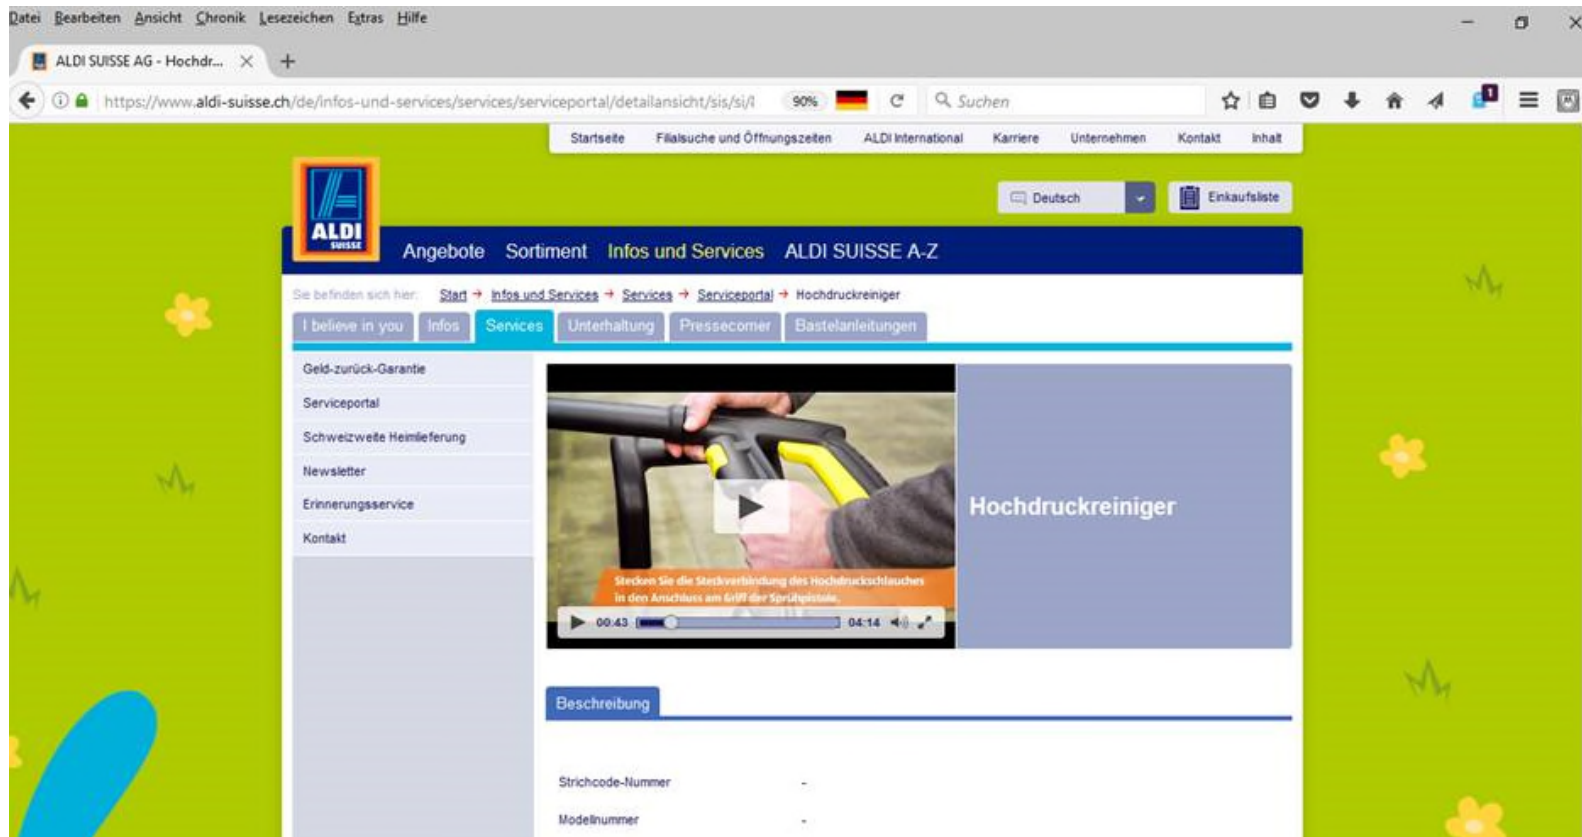 Datei Bearbeiten Ansicht Chronik Lesezeichen Extras Hilfe
ALDI SUISSE AG - Hochdr...
https://www.aldi-suisse.ch/de/infos-und-services/services/serviceportal/detailansicht/sis/si/ 90% Suchen
1
Startseite Filialsuche und Öffnungszeiten ALDI International Karriere Unternehmen Kontakt Inhalt
Deutsch Einkaufsliste
ALDI
SUISSE
Angebote Sortiment Infos und Services ALDI SUISSE A-Z
Sie befinden sich hier: Start → Infos und Services → Services → Serviceportal → Hochdruckreiniger
I believe in you Infos Services Unterhaltung Pressecorner Bastelanleitungen
Geld-zurück-Garantie
Serviceportal
Schweizweite Heimlieferung
Newsletter
Erinnerungsservice
Kontakt
Hochdruckreiniger
Stecken Sie die Steckverbindung des Hochdruckschlauches
in den Anschluss am Griff der Sprühpistole.
00:43 04:14
Beschreibung
Strichcode-Nummer -
Modellnummer -